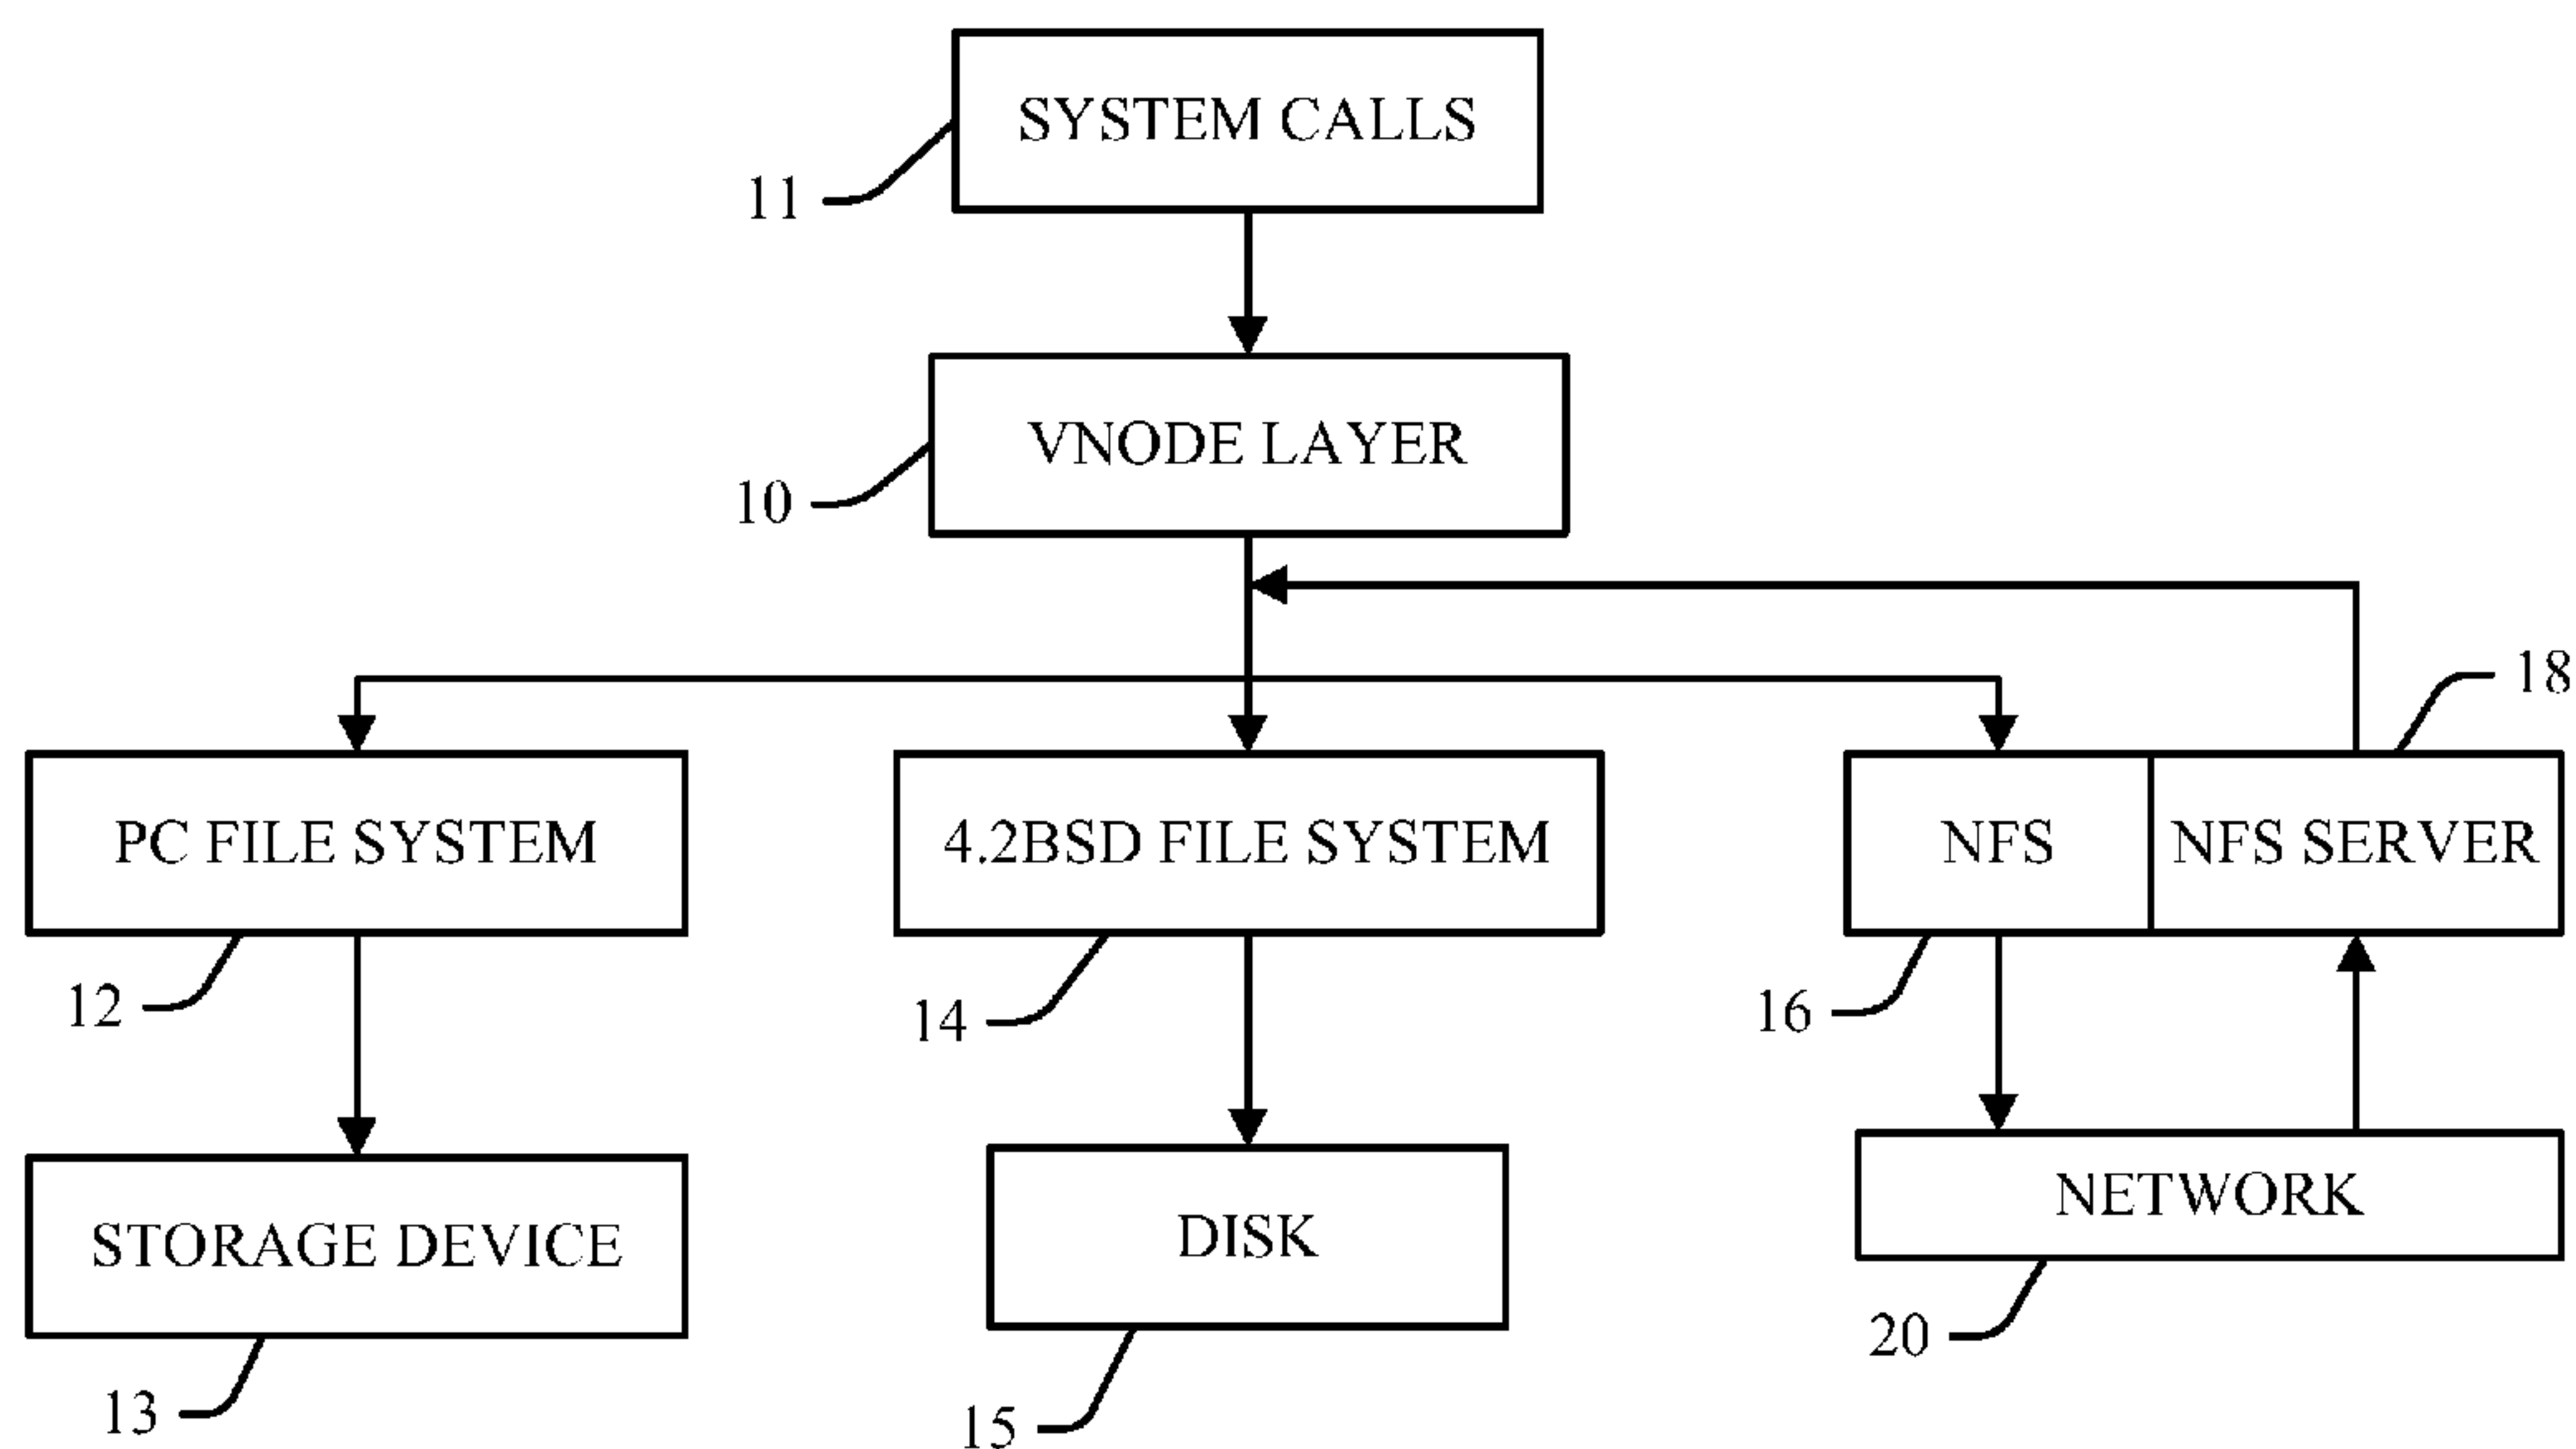 SYSTEM CALLS
11
VNODE LAYER
10
18
PC FILE SYSTEM
4.2BSD FILE SYSTEM
NFS
NFS SERVER
12
14
16
STORAGE DEVICE
DISK
NETWORK
20
13
15